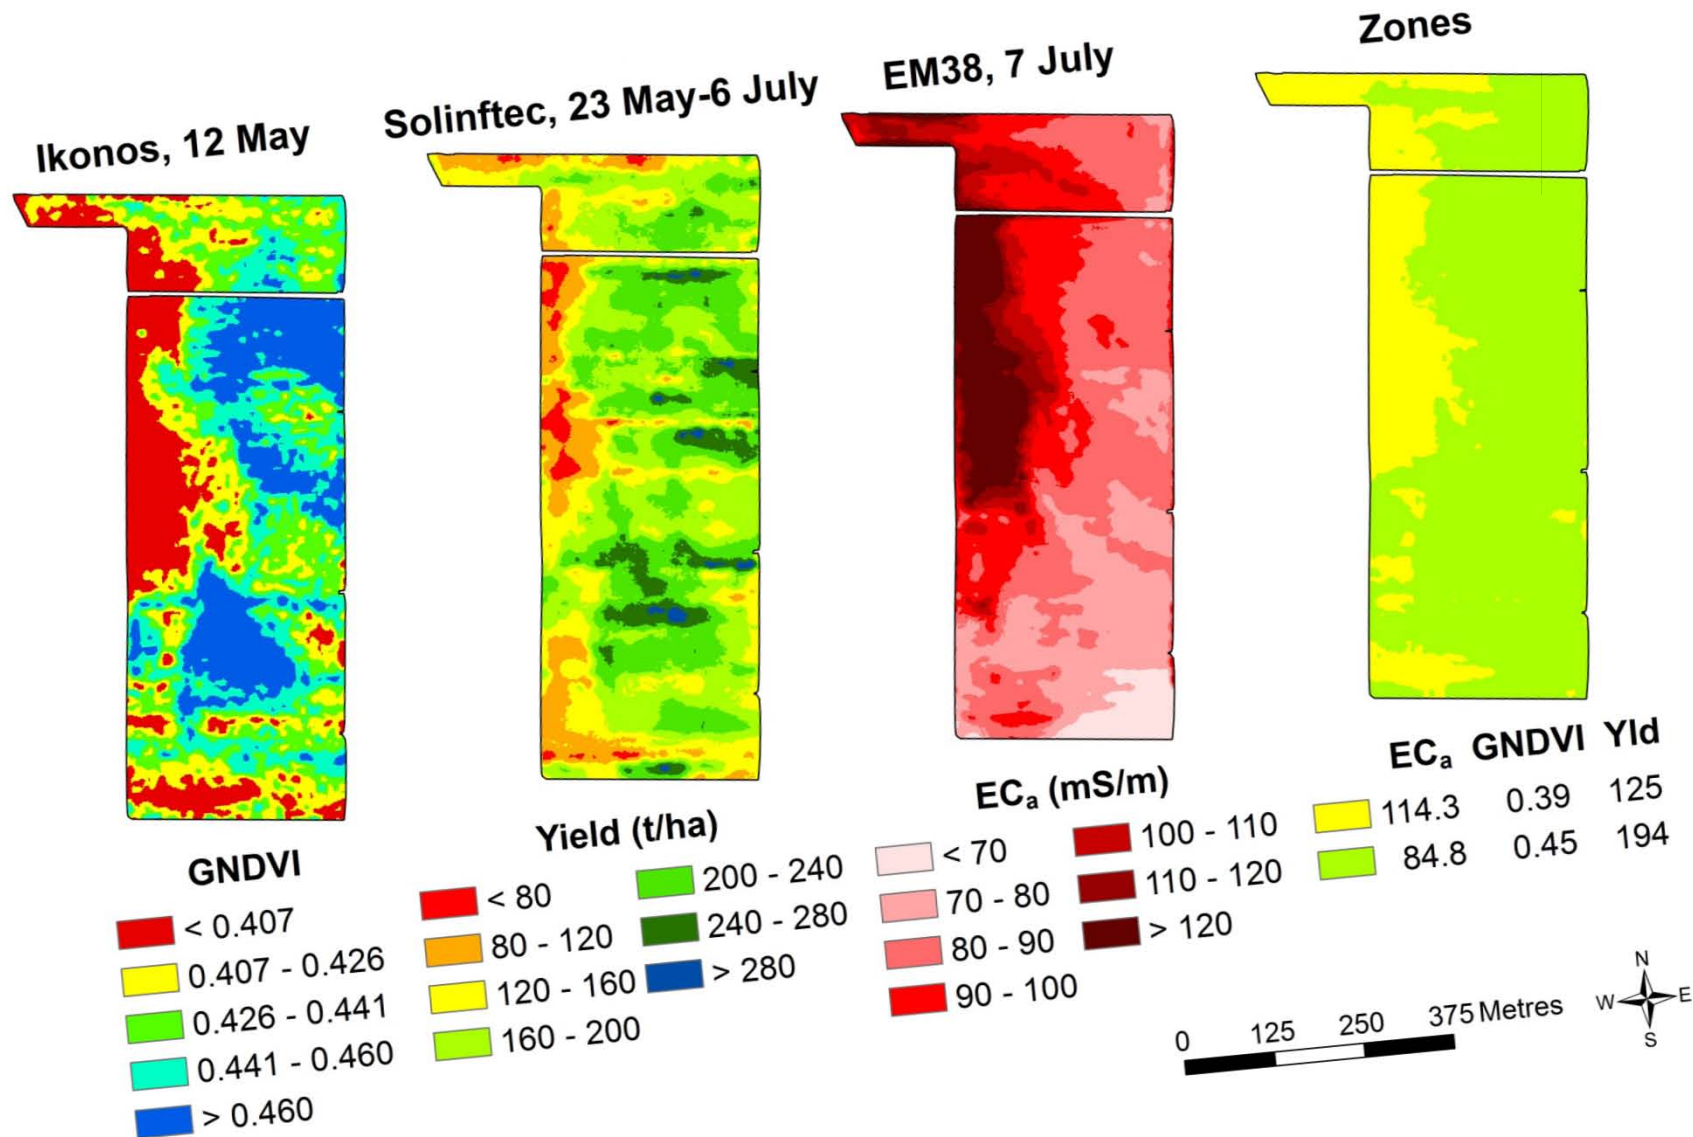 Ikonos, 12 May
Solinftec, 23 May-6 July
EM38, 7 July
Zones
GNDVI
< 0.407
0.407 - 0.426
0.426 - 0.441
0.441 - 0.460
> 0.460
Yield (t/ha)
< 80
80 - 120
120 - 160
160 - 200
200 - 240
240 - 280
> 280
ECa (mS/m)
< 70
70 - 80
80 - 90
90 - 100
100 - 110
110 - 120
> 120
ECa GNDVI Yld
114.3 0.39 125
84.8 0.45 194
0 125 250 375 Metres
N
W E
S